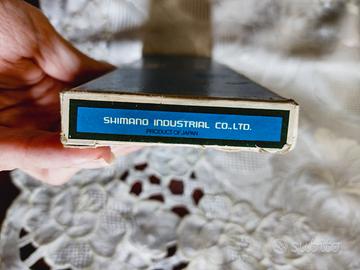 SHIMANO INDUSTRIAL CO.,LTD.
PRODUCT OF JAPAN